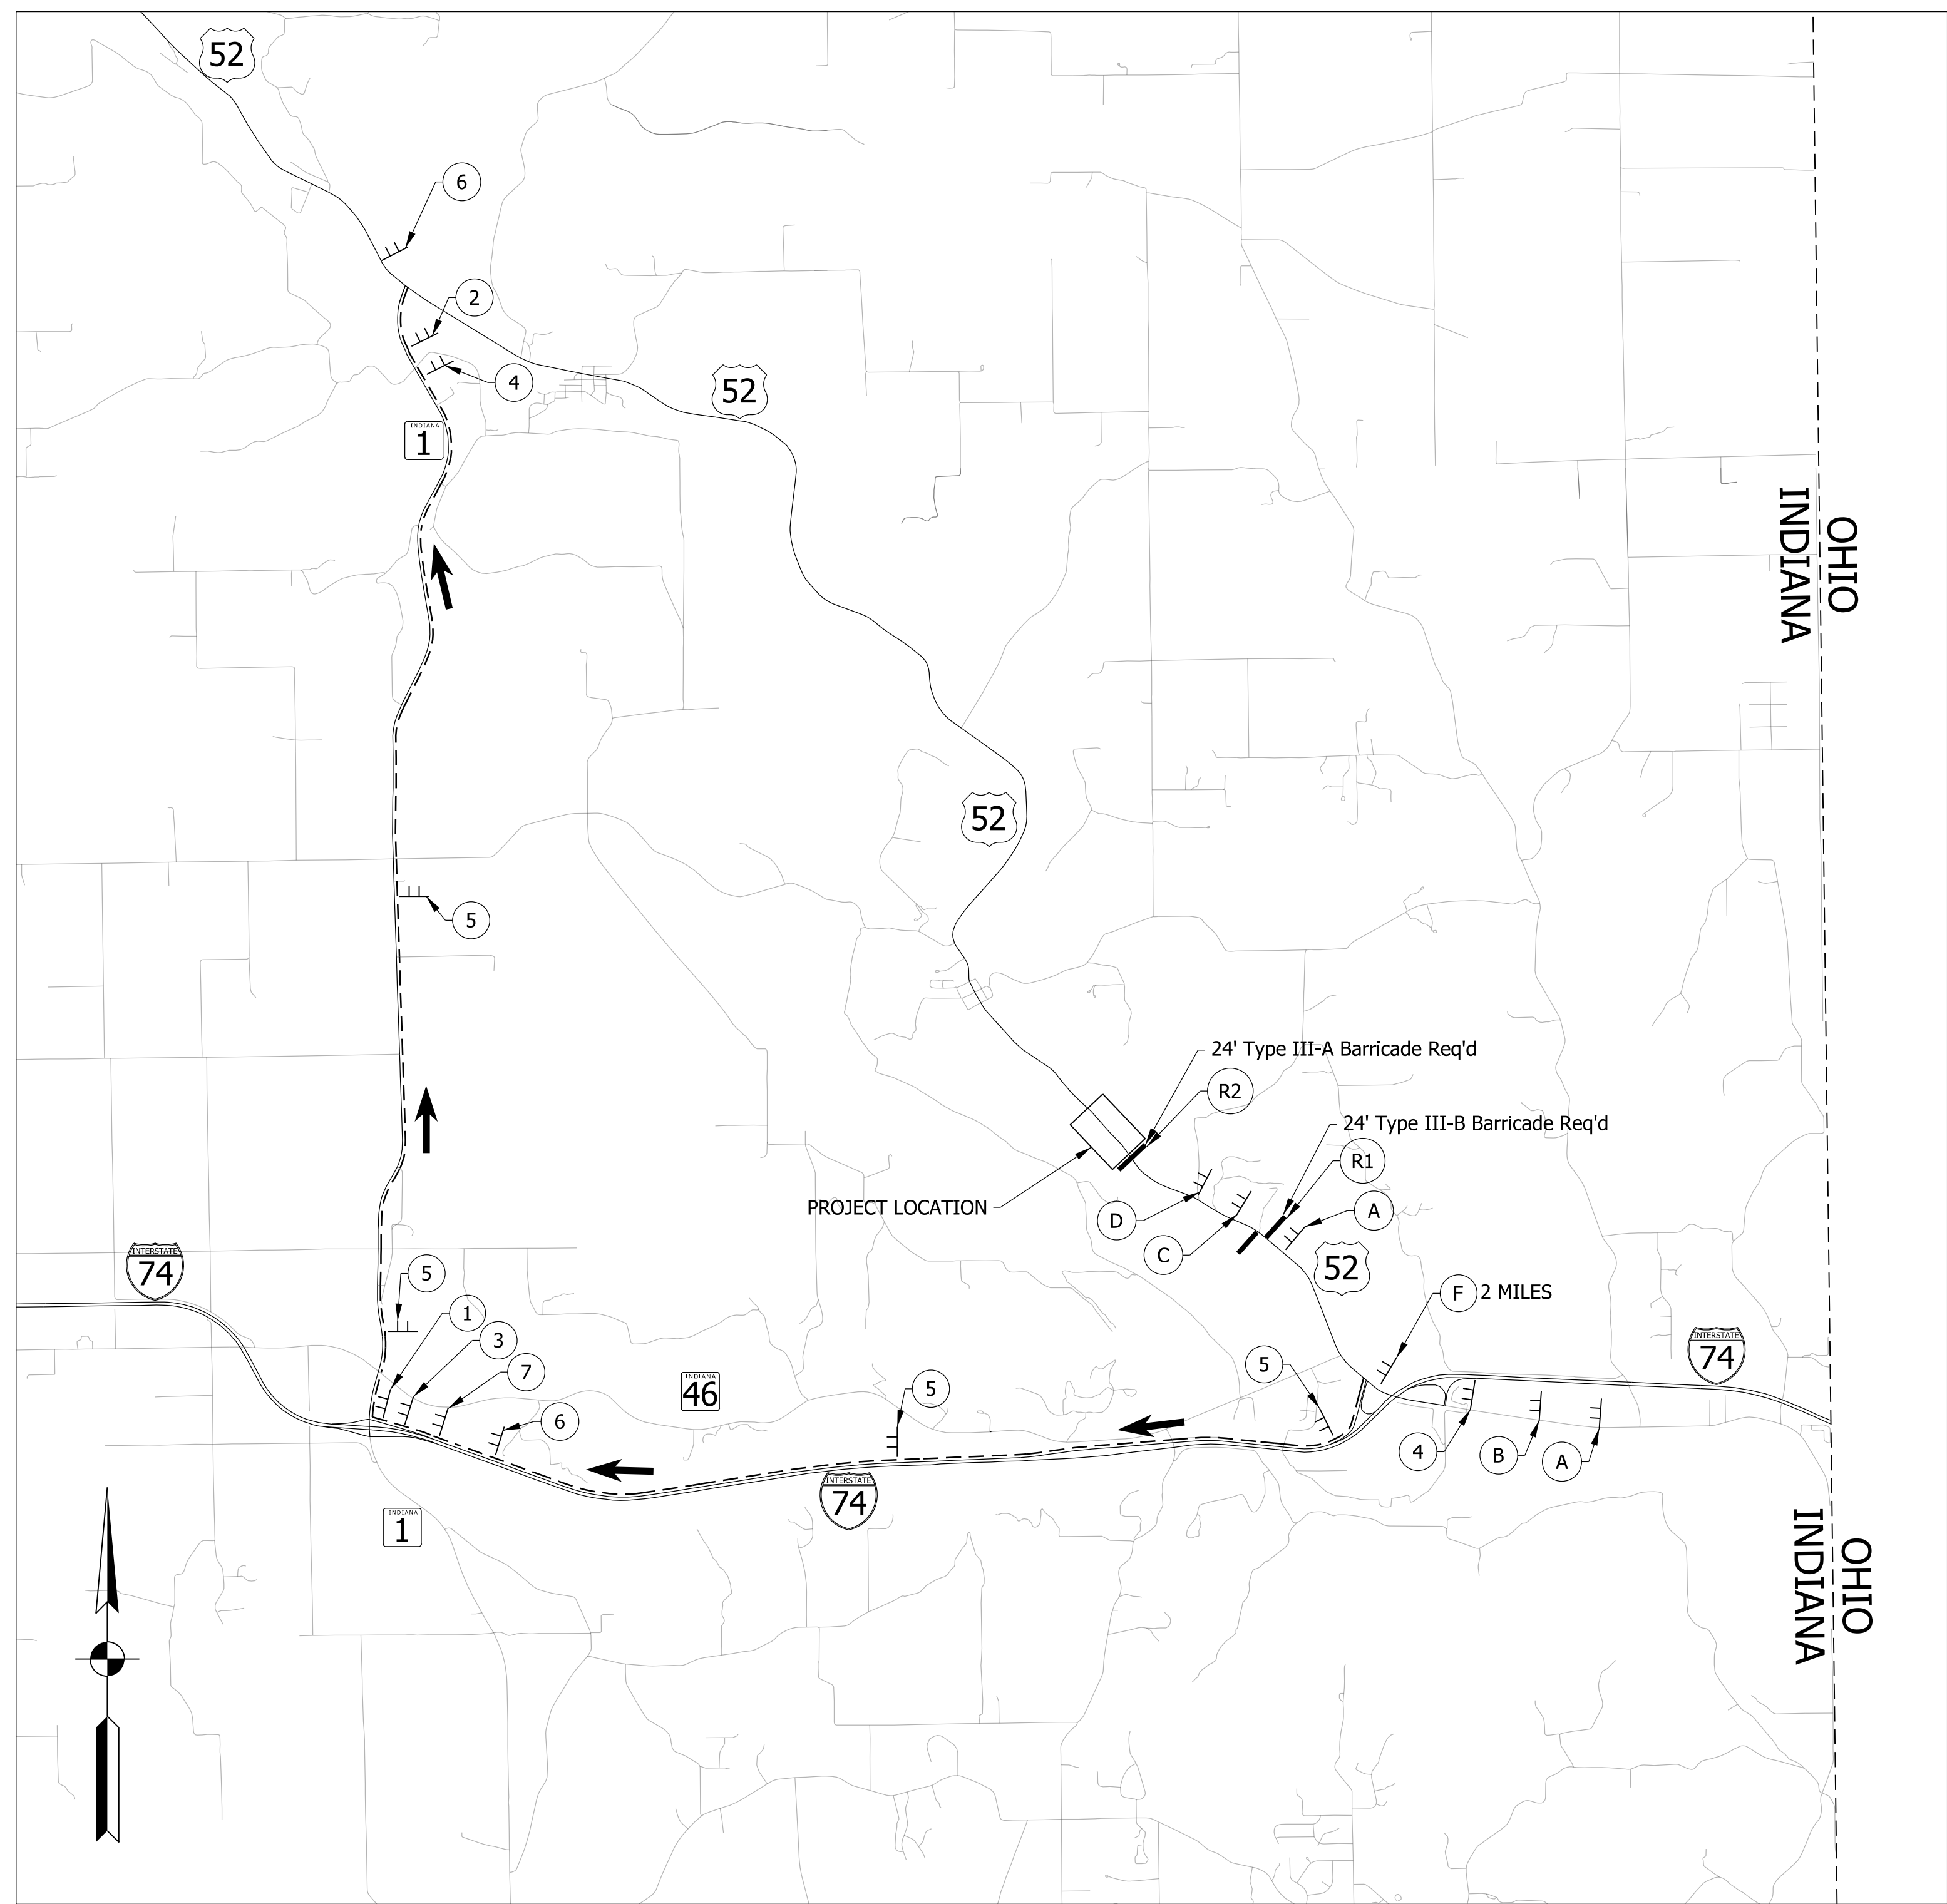 52
6
2
4
INDIANA
1
52
OHIO
INDIANA
52
5
24' Type III-A Barricade Req'd
R2
24' Type III-B Barricade Req'd
R1
PROJECT LOCATION
D
A
C
52
INTERSTATE
74
5
F 2 MILES
1
3
7
INDIANA
46
5
5
INTERSTATE
74
6
4
B
A
INTERSTATE
74
INDIANA
1
OHIO
INDIANA